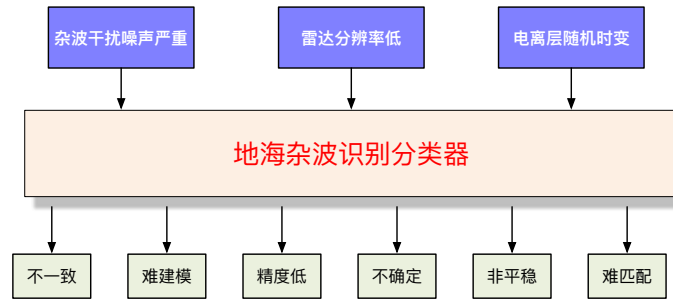 杂波干扰噪声严重
雷达分辨率低
电离层随机时变
地海杂波识别分类器
不一致
难建模
精度低
不确定
非平稳
难匹配